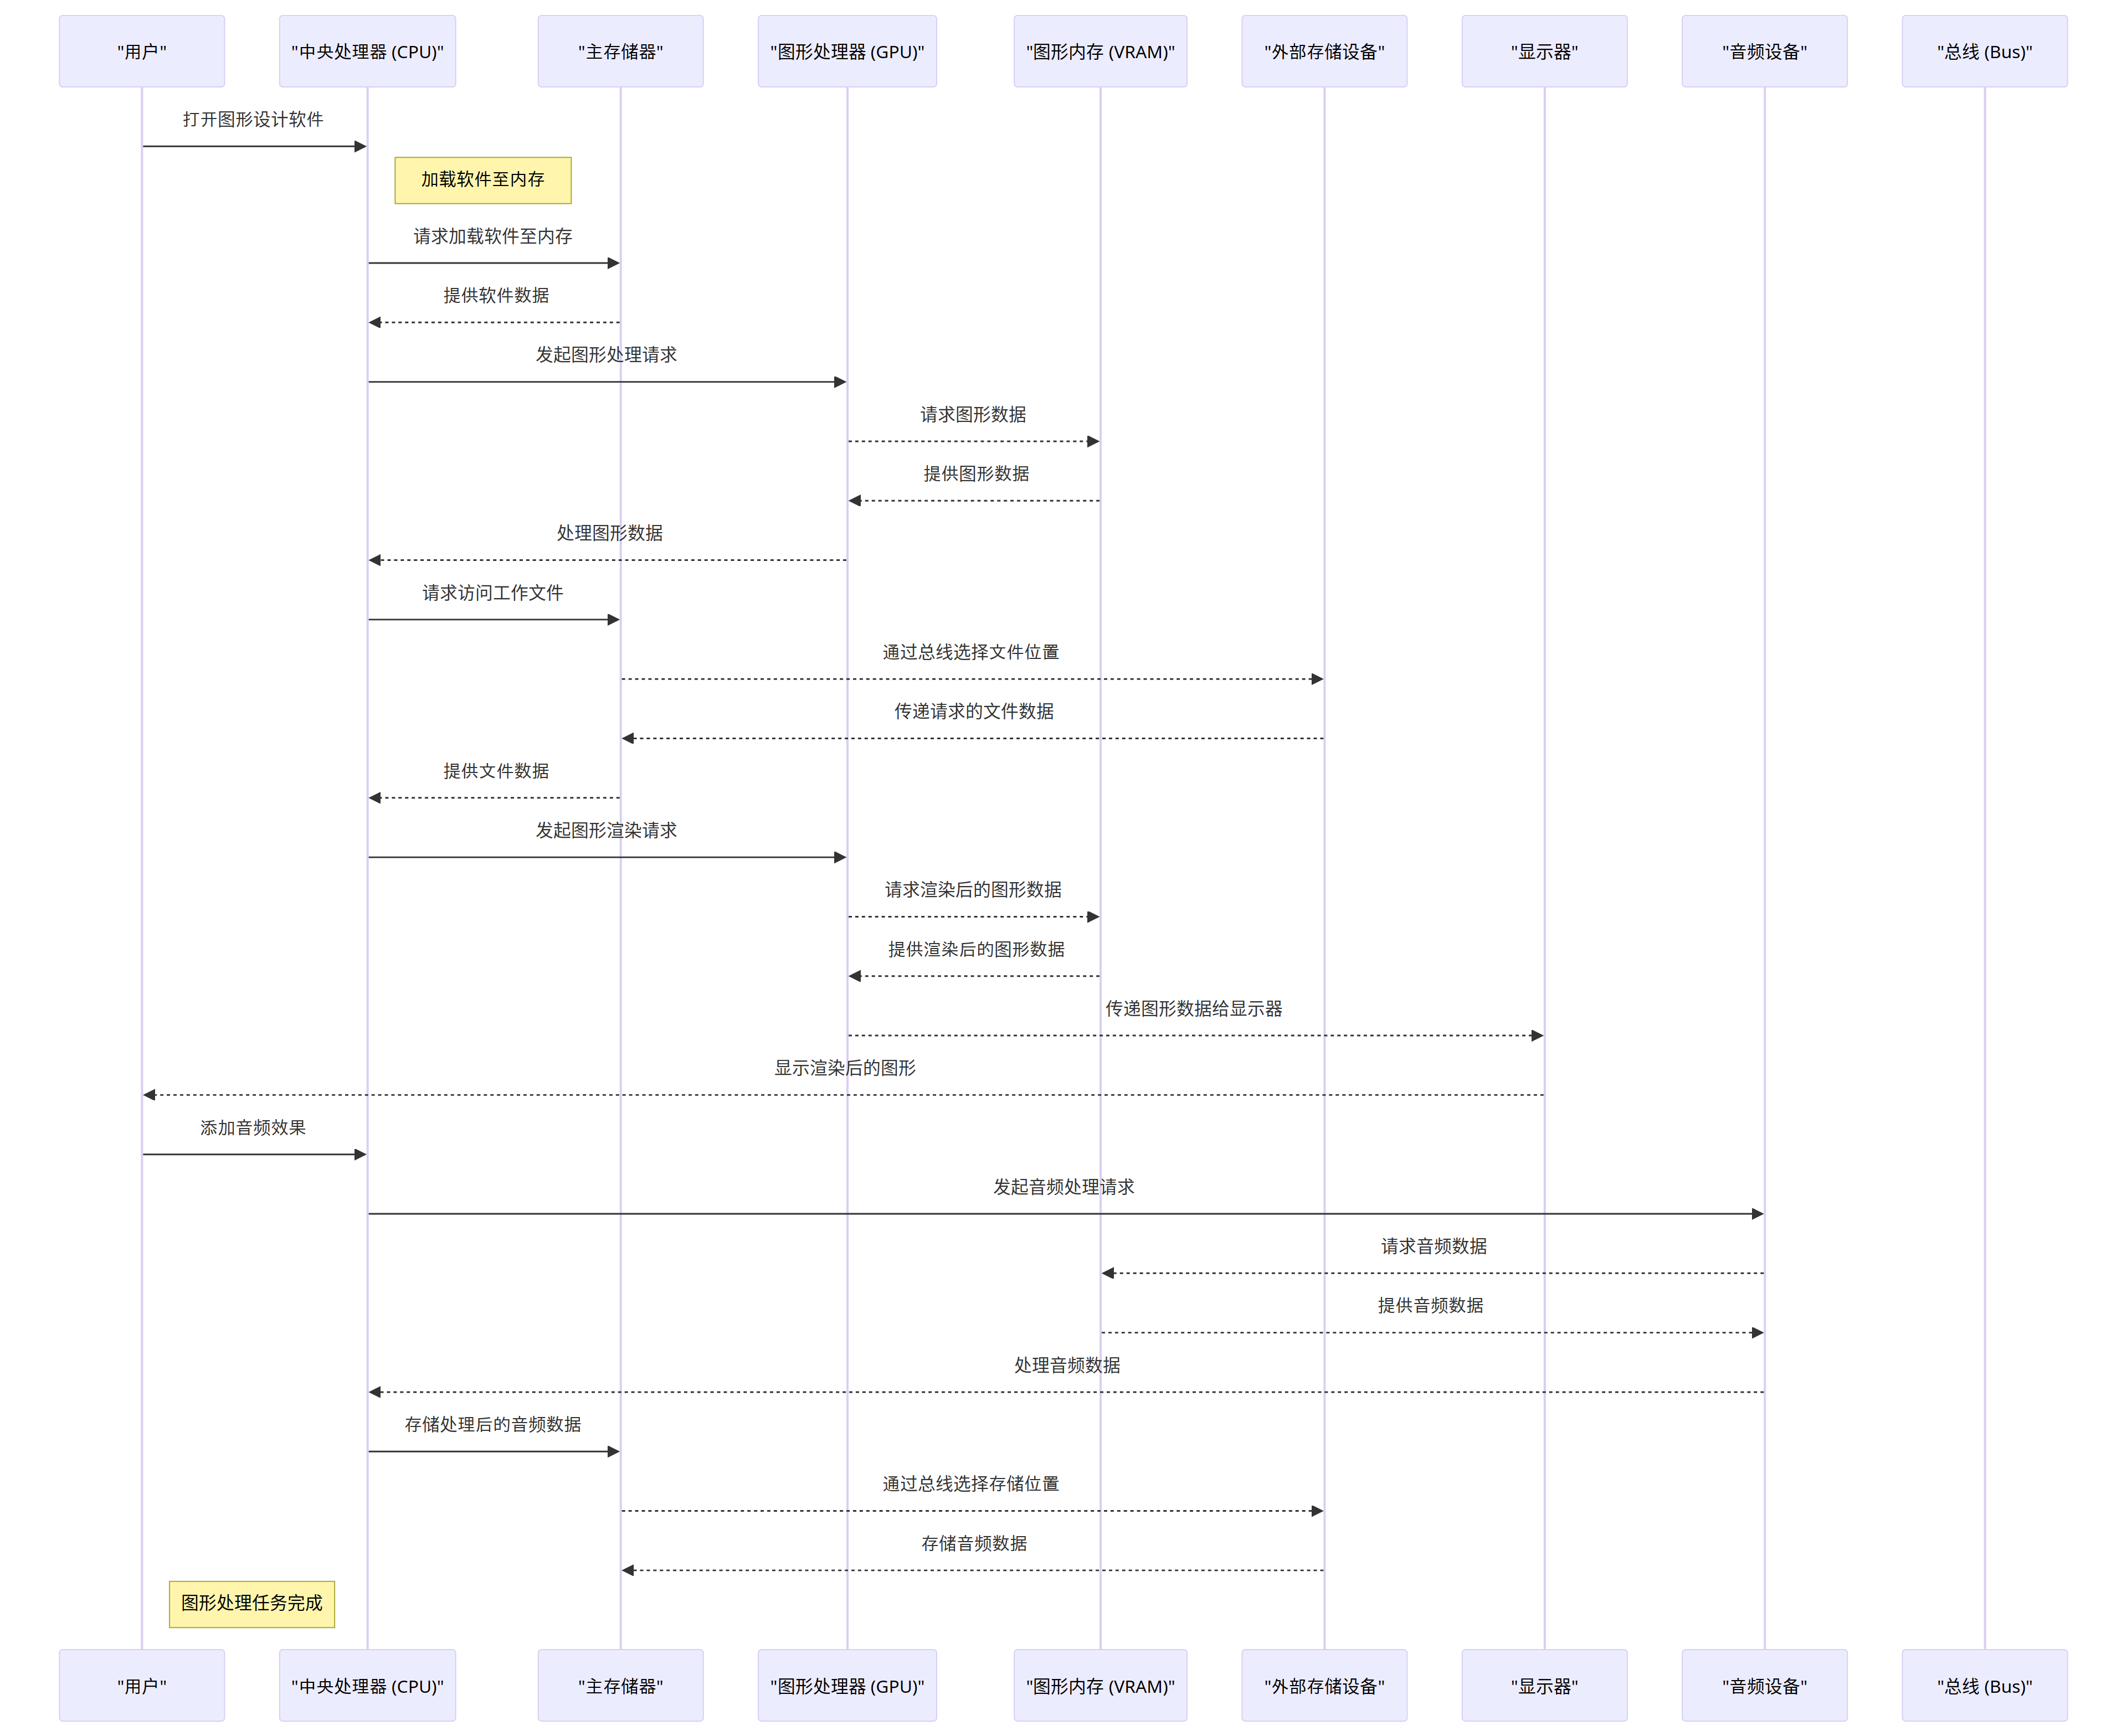 "用户"
"中央处理器 (CPU)"
"主存储器"
"图形处理器 (GPU)"
"图形内存 (VRAM)"
"外部存储设备"
"显示器"
"音频设备"
"总线 (Bus)"
打开图形设计软件
加载软件至内存
请求加载软件至内存
提供软件数据
发起图形处理请求
请求图形数据
提供图形数据
处理图形数据
请求访问工作文件
通过总线选择文件位置
传递请求的文件数据
提供文件数据
发起图形渲染请求
请求渲染后的图形数据
提供渲染后的图形数据
传递图形数据给显示器
显示渲染后的图形
添加音频效果
发起音频处理请求
请求音频数据
提供音频数据
处理音频数据
存储处理后的音频数据
通过总线选择存储位置
存储音频数据
图形处理任务完成
"用户"
"中央处理器 (CPU)"
"主存储器"
"图形处理器 (GPU)"
"图形内存 (VRAM)"
"外部存储设备"
"显示器"
"音频设备"
"总线 (Bus)"